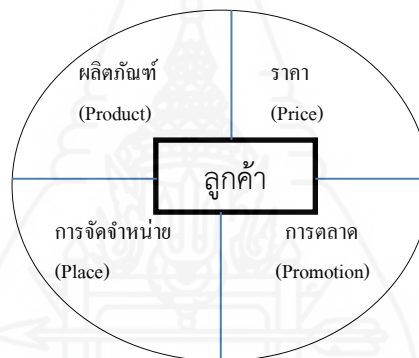 ผลิตภัณฑ์
(Product)
ราคา
(Price)
ลูกค้า
การจัดจำหน่าย
(Place)
การตลาด
(Promotion)